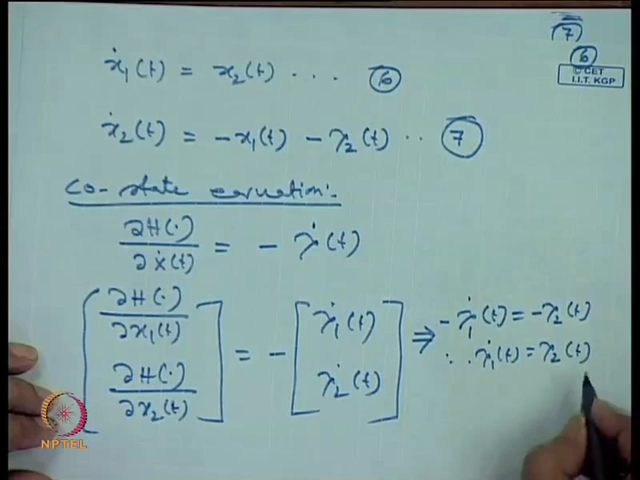 (7)
(6)
© CET
I.I.T. KGP
ẋ₁(t) = x₂(t) . . . (6)
ẋ₂(t) = -x₁(t) - λ₂(t) .. (7)
Co-state equation:
∂H(·)/∂x(t) = - λ̇(t)
[∂H(·)/∂x₁(t) ∂H(·)/∂x₂(t)] = - [λ̇₁(t) λ̇₂(t)] ⇒ -λ̇₁(t) = -λ₂(t)
∴ λ̇₁(t) = λ₂(t)
NPTEL